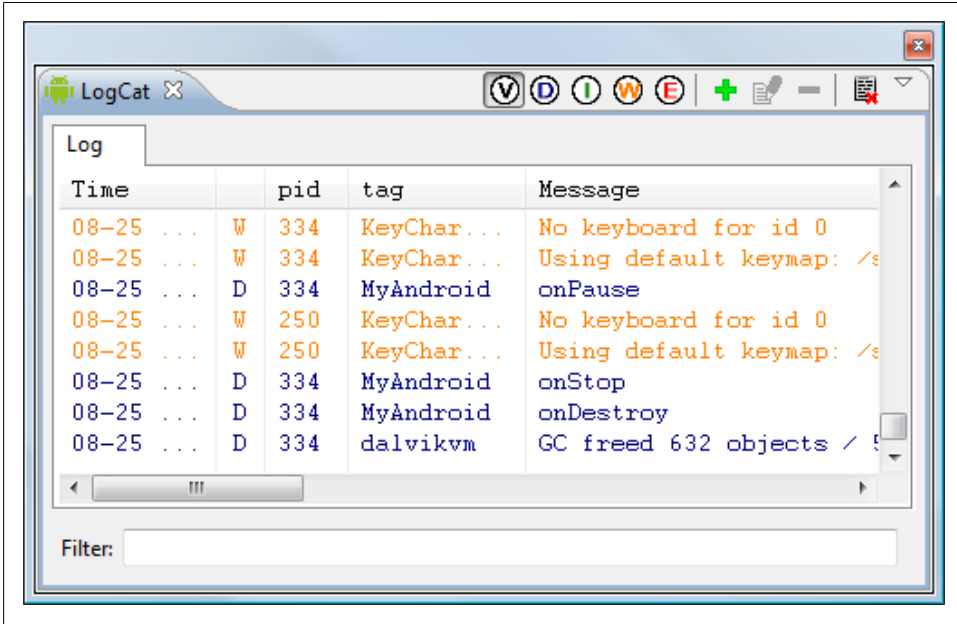 LogCat
V D I W E
Log
Time pid tag Message
08-25 ... W 334 KeyChar... No keyboard for id 0
08-25 ... W 334 KeyChar... Using default keymap: /s
08-25 ... D 334 MyAndroid onPause
08-25 ... W 250 KeyChar... No keyboard for id 0
08-25 ... W 250 KeyChar... Using default keymap: /s
08-25 ... D 334 MyAndroid onStop
08-25 ... D 334 MyAndroid onDestroy
08-25 ... D 334 dalvikvm GC freed 632 objects / 5
Filter: